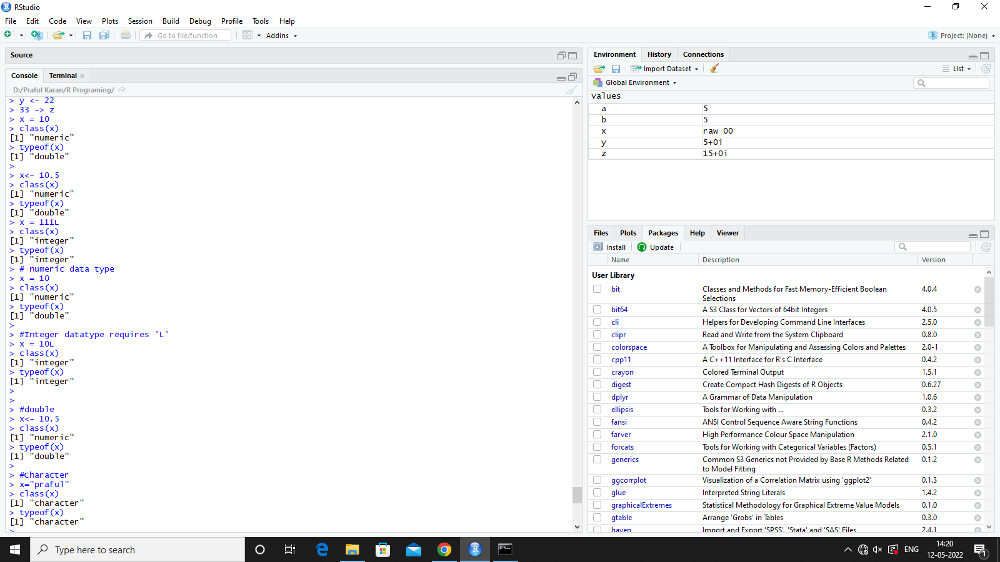 RStudio
File Edit Code View Plots Session Build Debug Profile Tools Help
Go to file/function Addins Project: (None)
Source
Console Terminal
D:/Praful Karan/R Programing/
> y <- 22
> 33 -> z
> x = 10
> class(x)
[1] "numeric"
> typeof(x)
[1] "double"
>
> x<- 10.5
> class(x)
[1] "numeric"
> typeof(x)
[1] "double"
> x = 111L
> class(x)
[1] "integer"
> typeof(x)
[1] "integer"
> # numeric data type
> x = 10
> class(x)
[1] "numeric"
> typeof(x)
[1] "double"
>
> #Integer datatype requires 'L'
> x = 10L
> class(x)
[1] "integer"
> typeof(x)
[1] "integer"
>
>
> #double
> x<- 10.5
> class(x)
[1] "numeric"
> typeof(x)
[1] "double"
>
> #Character
> x="praful"
> class(x)
[1] "character"
> typeof(x)
[1] "character"
>
Environment History Connections
Import Dataset List
Global Environment
Values
a 5
b 5
x raw 00
y 5+0i
z 15+0i
Files Plots Packages Help Viewer
Install Update
Name Description Version
User Library
bit Classes and Methods for Fast Memory-Efficient Boolean 4.0.4
Selections
bit64 A S3 Class for Vectors of 64bit Integers 4.0.5
cli Helpers for Developing Command Line Interfaces 2.5.0
clipr Read and Write from the System Clipboard 0.8.0
colorspace A Toolbox for Manipulating and Assessing Colors and Palettes 2.0-1
cpp11 A C++11 Interface for R's C Interface 0.4.2
crayon Colored Terminal Output 1.5.1
digest Create Compact Hash Digests of R Objects 0.6.27
dplyr A Grammar of Data Manipulation 1.0.6
ellipsis Tools for Working with ... 0.3.2
fansi ANSI Control Sequence Aware String Functions 0.4.2
farver High Performance Colour Space Manipulation 2.1.0
forcats Tools for Working with Categorical Variables (Factors) 0.5.1
generics Common S3 Generics not Provided by Base R Methods Related 0.1.2
to Model Fitting
ggcorrplot Visualization of a Correlation Matrix using 'ggplot2' 0.1.3
glue Interpreted String Literals 1.4.2
graphicalExtremes Statistical Methodology for Graphical Extreme Value Models 0.1.0
gtable Arrange 'Grobs' in Tables 0.3.0
haven Import and Export 'SPSS', 'Stata' and 'SAS' Files 2.4.1
Type here to search
ENG
14:20
12-05-2022
1